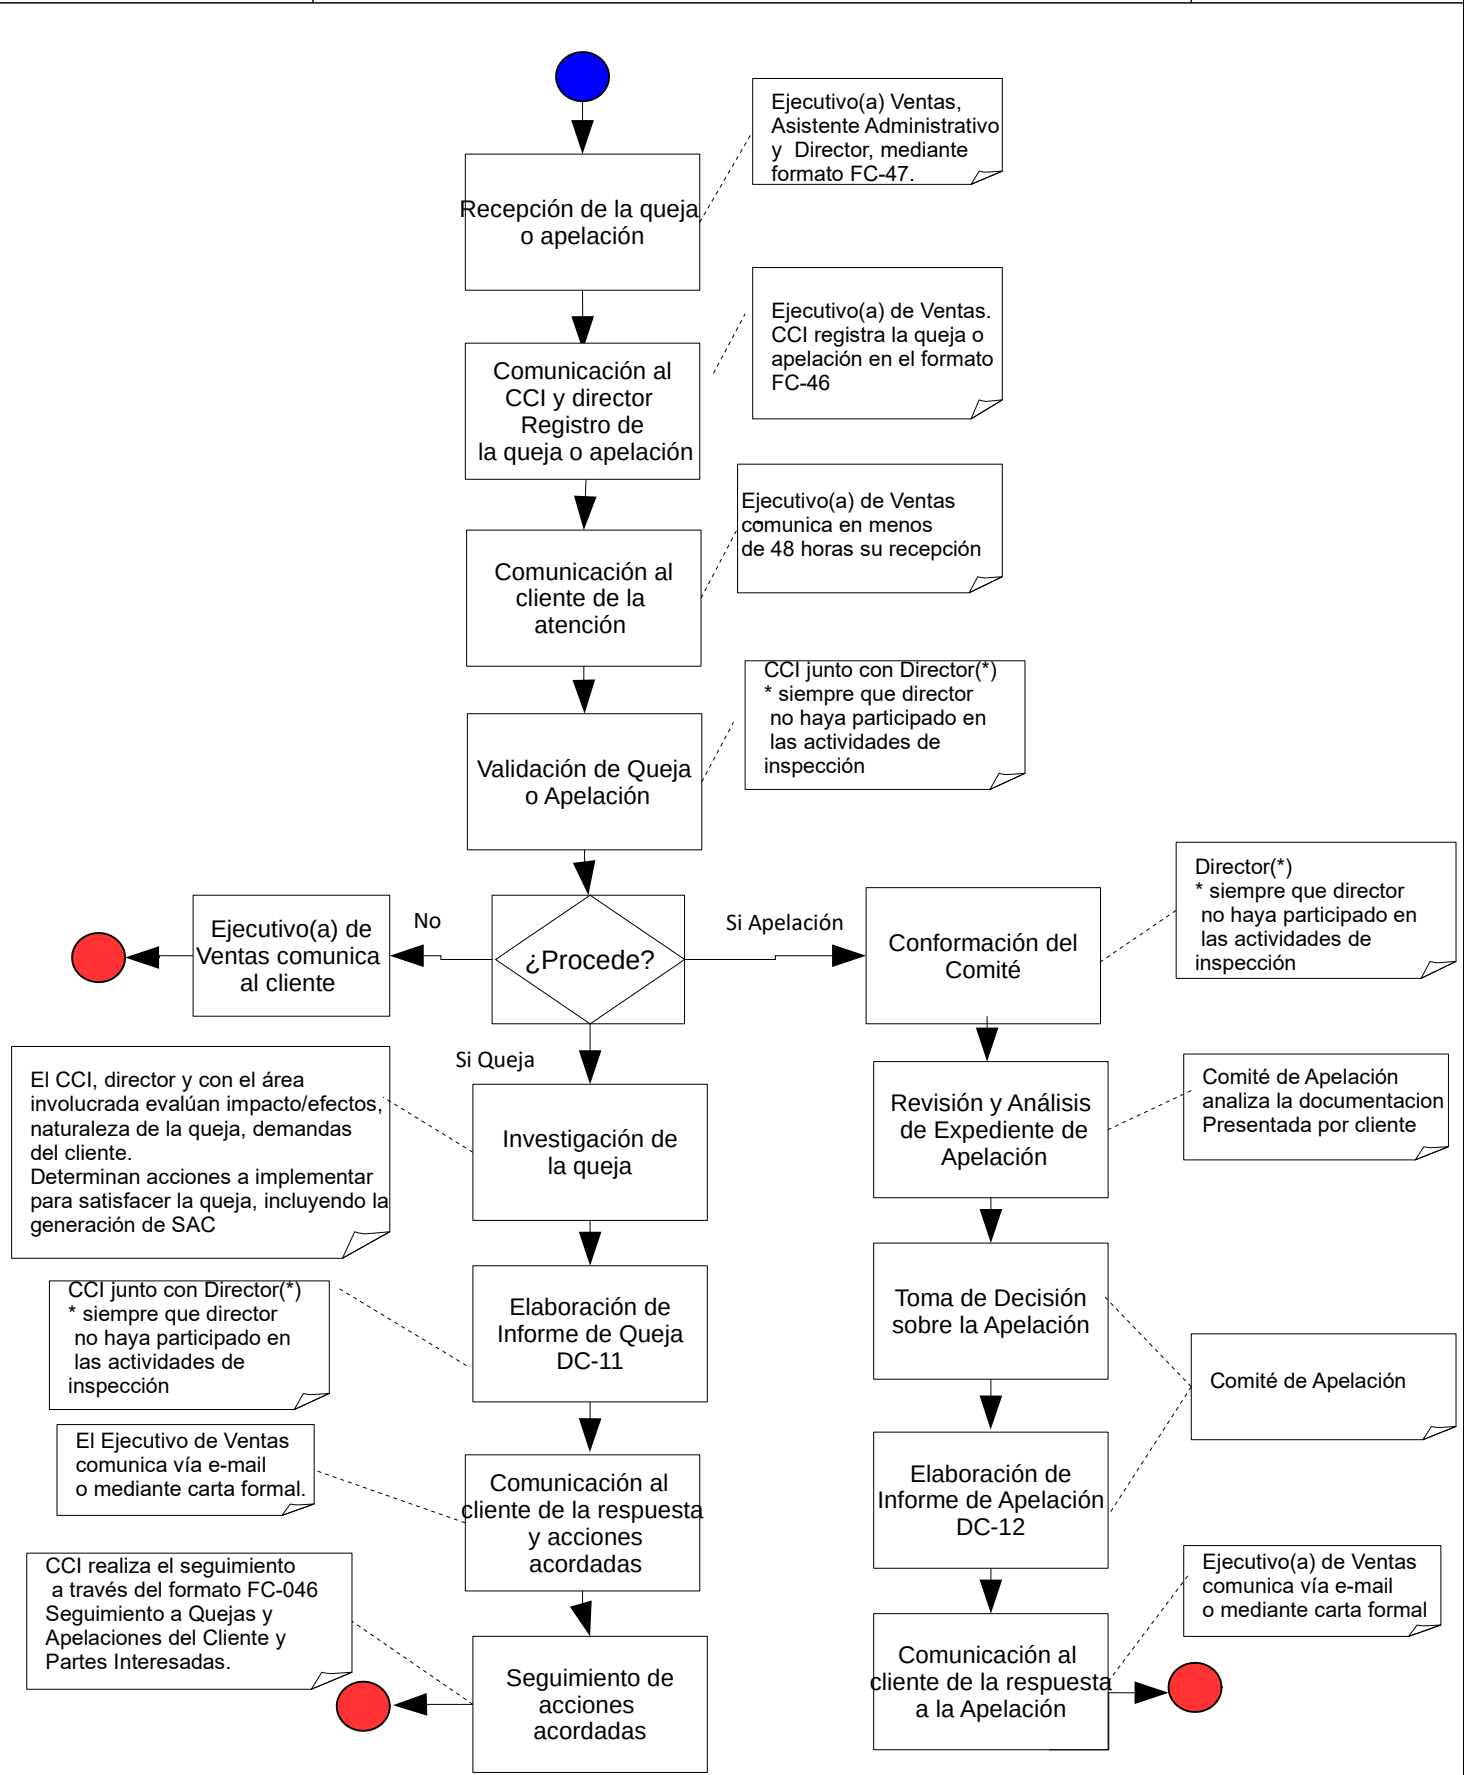 Ejecutivo(a) Ventas,
Asistente Administrativo
y Director, mediante
formato FC-47.
Recepción de la queja
o apelación
Ejecutivo(a) de Ventas.
CCI registra la queja o
apelación en el formato
FC-46
Comunicación al
CCI y director
Registro de
la queja o apelación
Ejecutivo(a) de Ventas
comunica en menos
de 48 horas su recepción
Comunicación al
cliente de la
atención
CCI junto con Director(*)
* siempre que director
no haya participado en
las actividades de
inspección
Validación de Queja
o Apelación
Director(*)
* siempre que director
no haya participado en
las actividades de
inspección
Ejecutivo(a) de
Ventas comunica
al cliente
No
¿Procede?
Si Apelación
Conformación del
Comité
Si Queja
El CCI, director y con el área
involucrada evalúan impacto/efectos,
naturaleza de la queja, demandas
del cliente.
Determinan acciones a implementar
para satisfacer la queja, incluyendo la
generación de SAC
Investigación de
la queja
Revisión y Análisis
de Expediente de
Apelación
Comité de Apelación
analiza la documentacion
Presentada por cliente
CCI junto con Director(*)
* siempre que director
no haya participado en
las actividades de
inspección
Elaboración de
Informe de Queja
DC-11
Toma de Decisión
sobre la Apelación
Comité de Apelación
El Ejecutivo de Ventas
comunica vía e-mail
o mediante carta formal.
Comunicación al
cliente de la respuesta
y acciones
acordadas
Elaboración de
Informe de Apelación
DC-12
CCI realiza el seguimiento
a través del formato FC-046
Seguimiento a Quejas y
Apelaciones del Cliente y
Partes Interesadas.
Seguimiento de
acciones
acordadas
Comunicación al
cliente de la respuesta
a la Apelación
Ejecutivo(a) de Ventas
comunica vía e-mail
o mediante carta formal